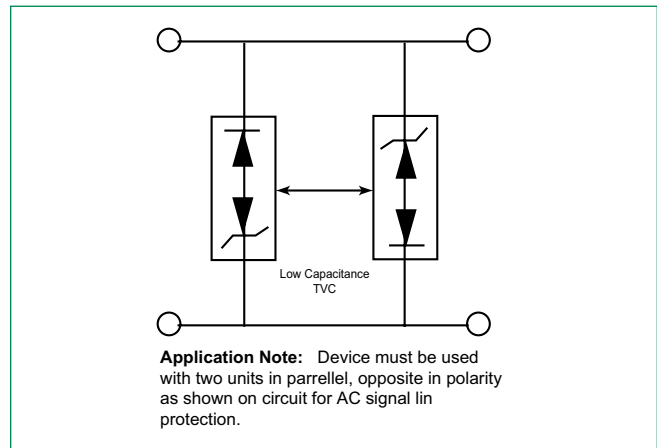 Low Capacitance
TVC
Application Note: Device must be used
with two units in parrellel, opposite in polarity
as shown on circuit for AC signal lin
protection.